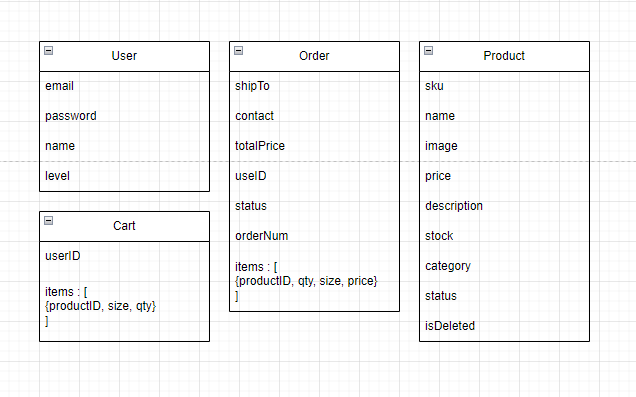 User
email
password
name
level
Cart
userID
items : [
{productID, size, qty}
]
Order
shipTo
contact
totalPrice
useID
status
orderNum
items : [
{productID, qty, size, price}
]
Product
sku
name
image
price
description
stock
category
status
isDeleted